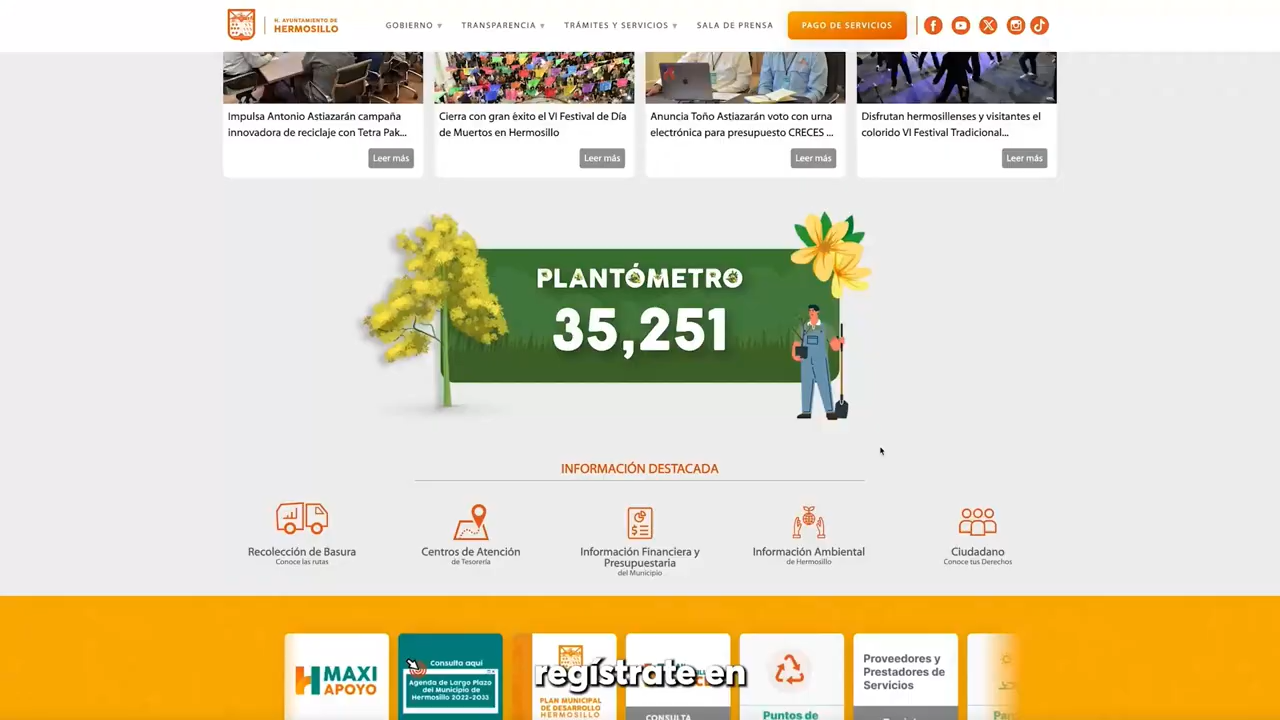 H. AYUNTAMIENTO DE
HERMOSILLO
GOBIERNO
TRANSPARENCIA
TRÁMITES Y SERVICIOS
SALA DE PRENSA
PAGO DE SERVICIOS
Impulsa Antonio Astiazarán campaña
innovadora de reciclaje con Tetra Pak...
Leer más
Cierra con gran éxito el VI Festival de Día
de Muertos en Hermosillo
Leer más
Anuncia Toño Astiazarán voto con urna
electrónica para presupuesto CRECES ...
Leer más
Disfrutan hermosillenses y visitantes el
colorido VI Festival Tradicional...
Leer más
PLANTÓMETRO
35,251
INFORMACIÓN DESTACADA
Recolección de Basura
Conoce las rutas
Centros de Atención
de Tesorería
Información Financiera y
Presupuestaria
del Municipio
Información Ambiental
de Hermosillo
Ciudadano
Conoce tus Derechos
MAXI
APOYO
Consulta aquí
Agenda de Largo Plazo
del Municipio de
Hermosillo 2022-2033
PLAN MUNICIPAL
DE DESARROLLO
HERMOSILLO
CONSULTA
Puntos de
Proveedores y
Prestadores de
Servicios
regístrate en